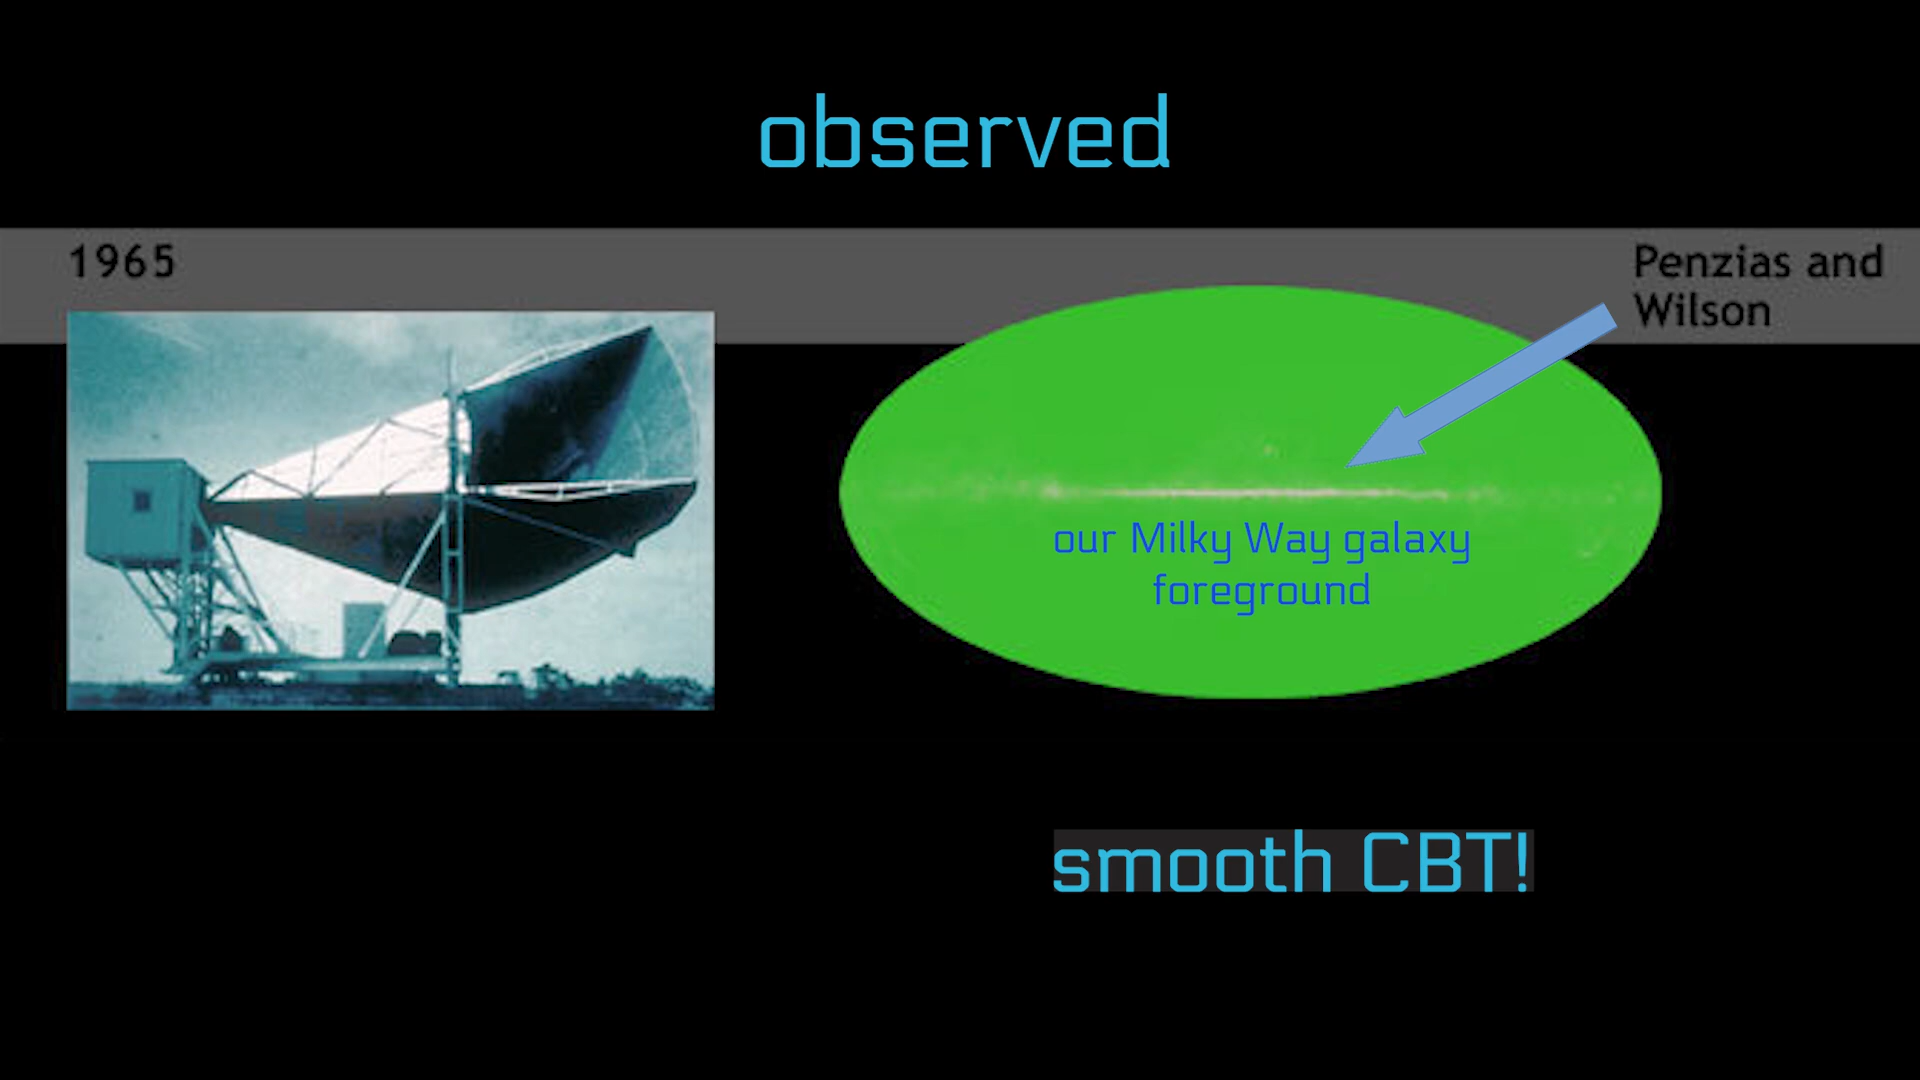 observed
1965
Penzias and
Wilson
our Milky Way galaxy
foreground
smooth CBT!